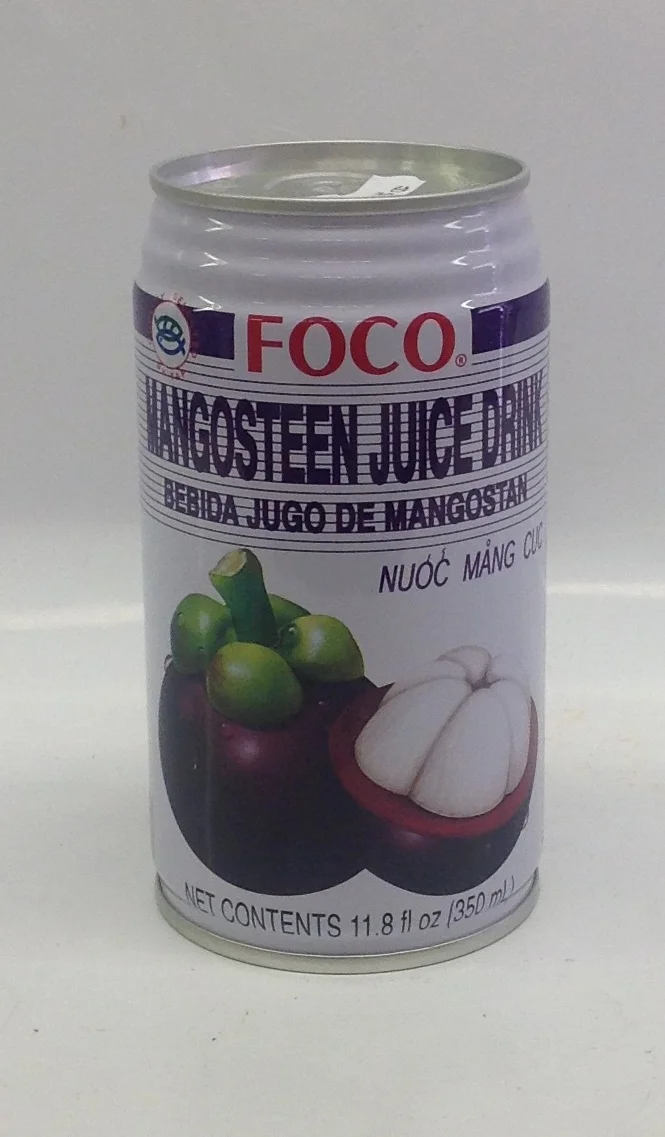 FOCO®
MANGOSTEEN JUICE DRINK
BEBIDA JUGO DE MANGOSTAN
NUỚC MẢNG CUC
NET CONTENTS 11.8 fl oz (350 mL)